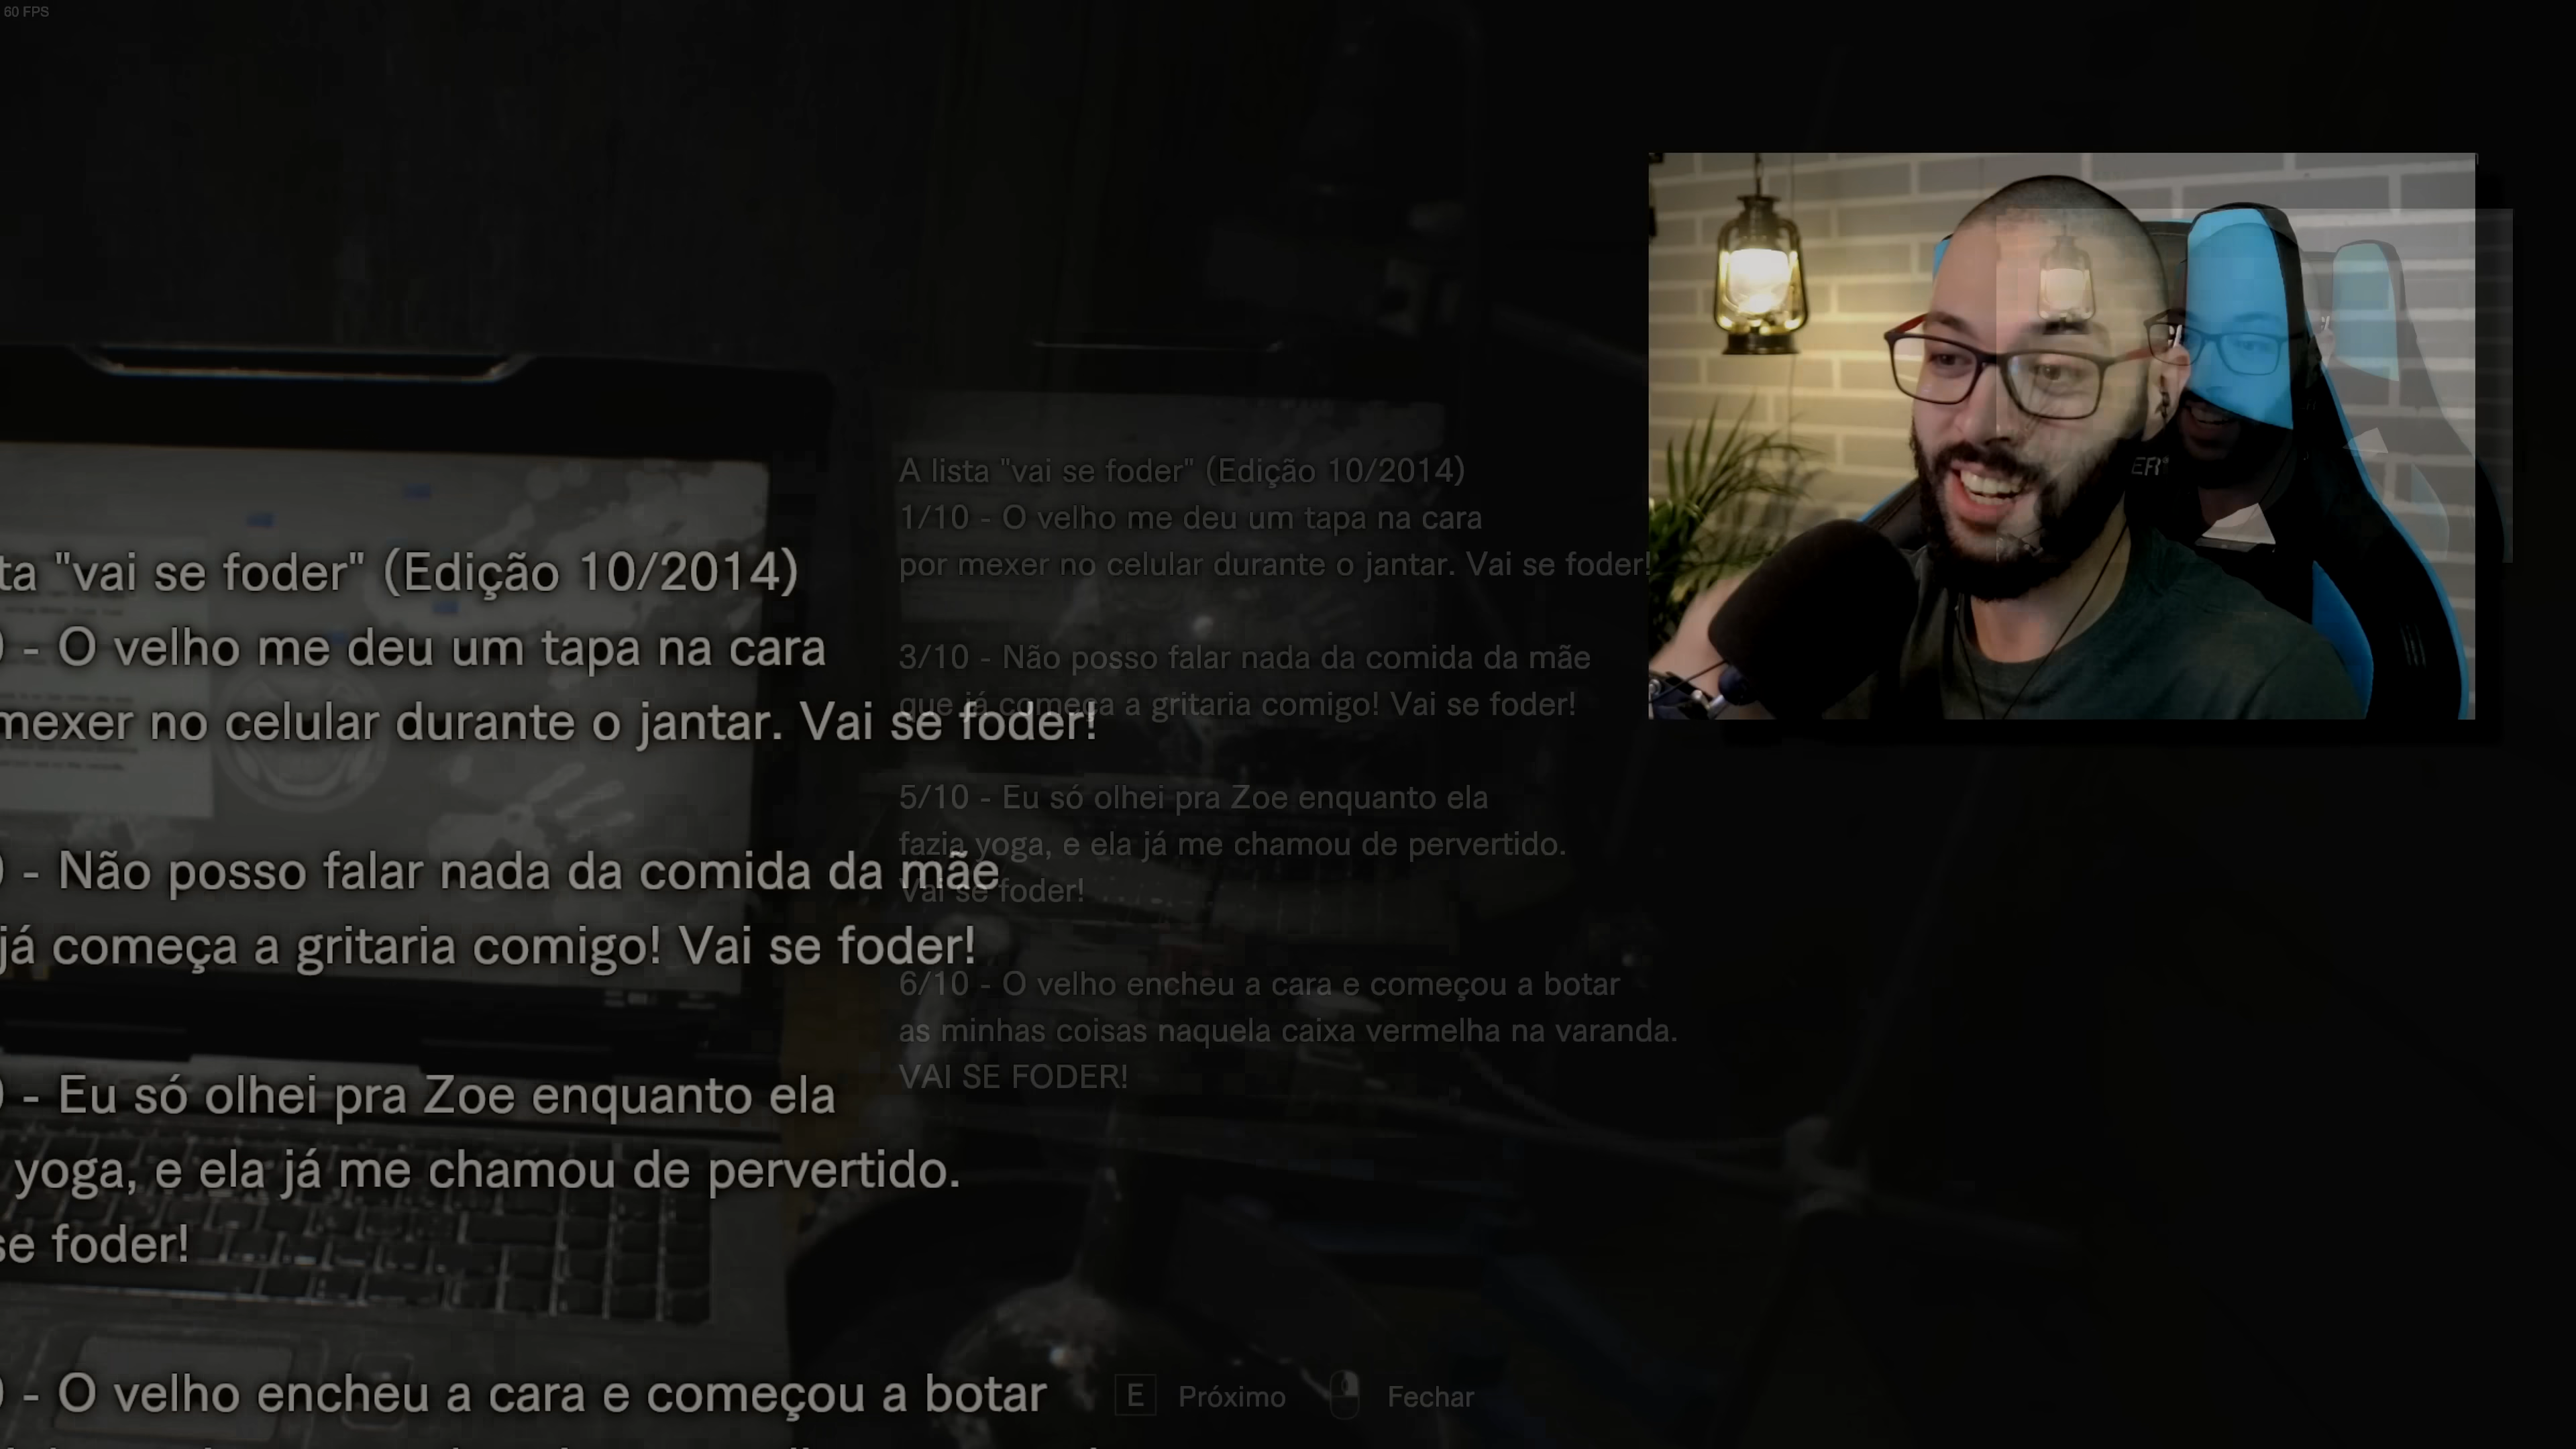 60 FPS
ta "vai se foder" (Edição 10/2014)
- O velho me deu um tapa na cara
mexer no celular durante o jantar. Vai se foder!
- Não posso falar nada da comida da mãe
já começa a gritaria comigo! Vai se foder!
- Eu só olhei pra Zoe enquanto ela
yoga, e ela já me chamou de pervertido.
se foder!
- O velho encheu a cara e começou a botar
A lista "vai se foder" (Edição 10/2014)
1/10 - O velho me deu um tapa na cara
por mexer no celular durante o jantar. Vai se foder!
3/10 - Não posso falar nada da comida da mãe
que já começa a gritaria comigo! Vai se foder!
5/10 - Eu só olhei pra Zoe enquanto ela
fazia yoga, e ela já me chamou de pervertido.
Vai se foder!
6/10 - O velho encheu a cara e começou a botar
as minhas coisas naquela caixa vermelha na varanda.
VAI SE FODER!
E Próximo Fechar
ER